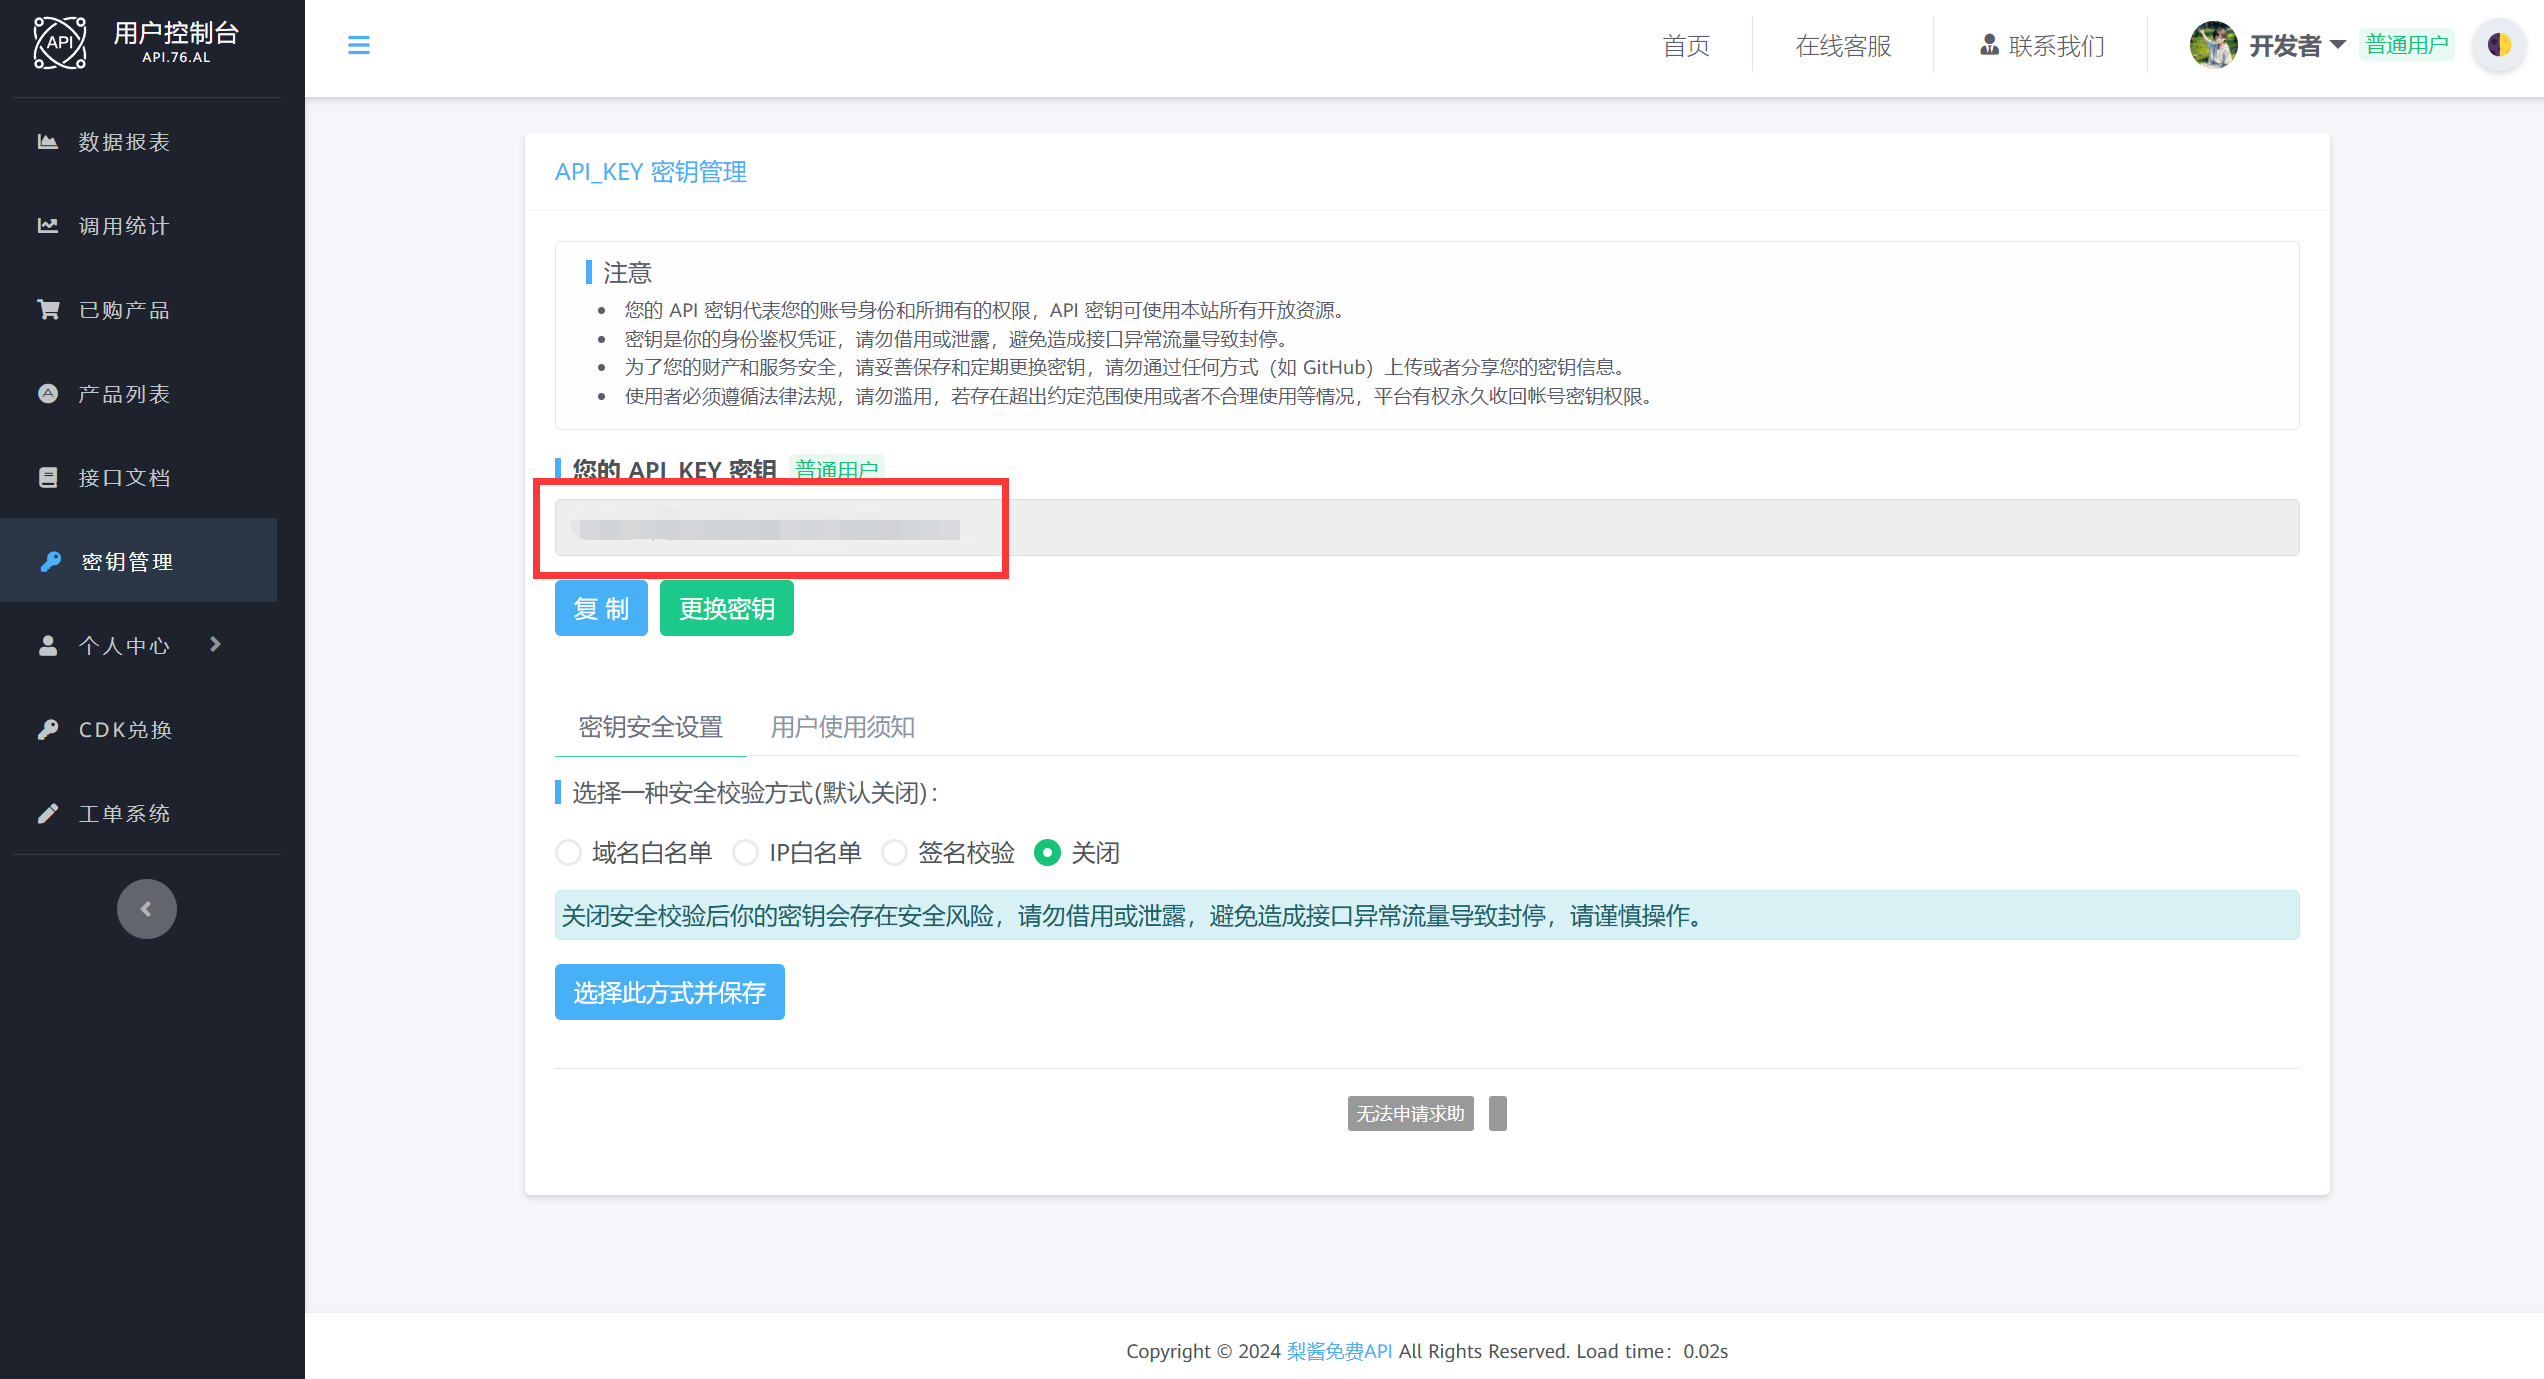 用户控制台
API.76.AL
API
首页
在线客服
联系我们
开发者
普通用户
数据报表
调用统计
已购产品
产品列表
接口文档
密钥管理
个人中心
CDK兑换
工单系统
API_KEY 密钥管理
注意
您的 API 密钥代表您的账号身份和所拥有的权限，API 密钥可使用本站所有开放资源。
密钥是你的身份鉴权凭证，请勿借用或泄露，避免造成接口异常流量导致封停。
为了您的财产和服务安全，请妥善保存和定期更换密钥，请勿通过任何方式（如 GitHub）上传或者分享您的密钥信息。
使用者必须遵循法律法规，请勿滥用，若存在超出约定范围使用或者不合理使用等情况，平台有权永久收回帐号密钥权限。
您的 API_KEY 密钥 普通用户
复 制
更换密钥
密钥安全设置
用户使用须知
选择一种安全校验方式(默认关闭)：
域名白名单
IP白名单
签名校验
关闭
关闭安全校验后你的密钥会存在安全风险，请勿借用或泄露，避免造成接口异常流量导致封停，请谨慎操作。
选择此方式并保存
无法申请求助
Copyright © 2024 梨酱免费API All Rights Reserved. Load time：0.02s